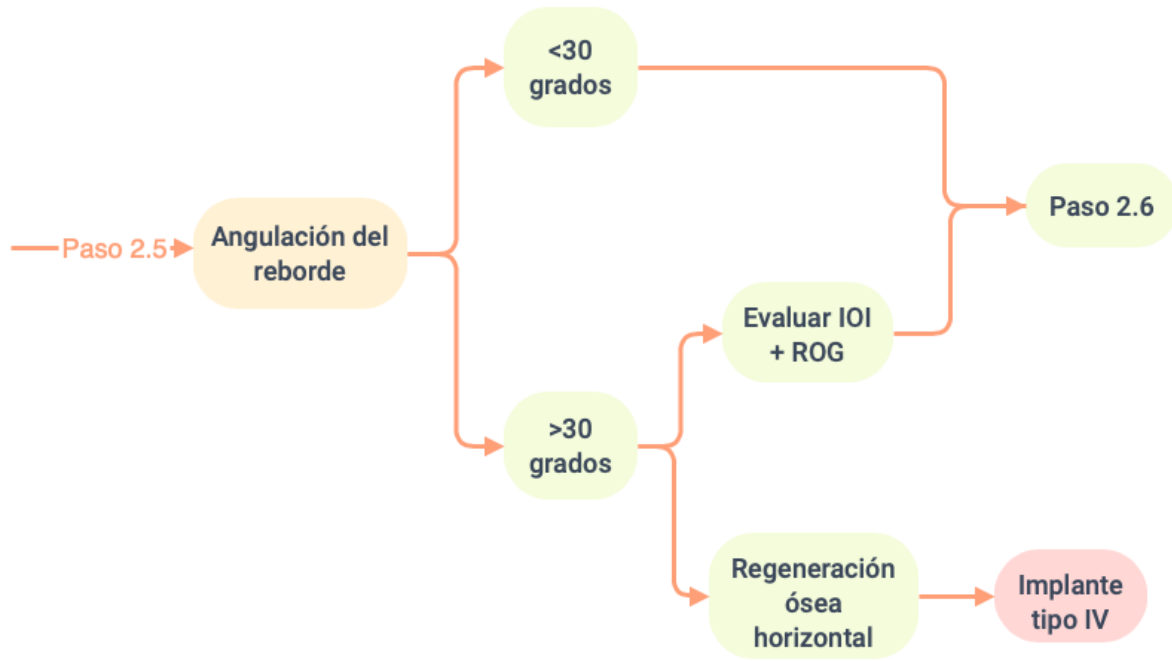 <30
grados
Paso 2.5
Angulación del
reborde
Paso 2.6
Evaluar IOI
+ ROG
>30
grados
Regeneración
ósea
horizontal
Implante
tipo IV